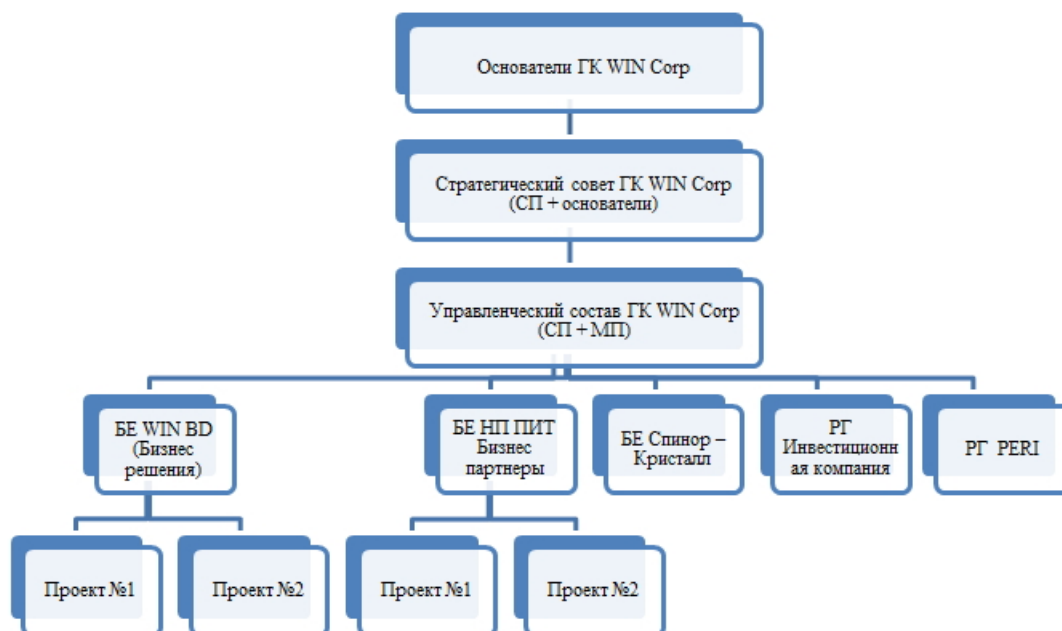 Основатели ГК WIN Corp
Стратегический совет ГК WIN Corp
(СП + основатели)
Управленческий состав ГК WIN Corp
(СП + МП)
БЕ WIN BD
(Бизнес
решения)
БЕ НП ПИТ
Бизнес
партнеры
БЕ Спинор –
Кристалл
РГ
Инвестиционн
ая компания
РГ PERI
Проект №1
Проект №2
Проект №1
Проект №2